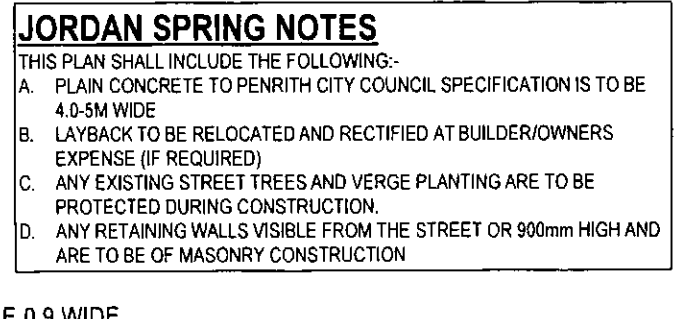 JORDAN SPRING NOTES
THIS PLAN SHALL INCLUDE THE FOLLOWING:-
A. PLAIN CONCRETE TO PENRITH CITY COUNCIL SPECIFICATION IS TO BE
4.0-5M WIDE
B. LAYBACK TO BE RELOCATED AND RECTIFIED AT BUILDER/OWNERS
EXPENSE (IF REQUIRED)
C. ANY EXISTING STREET TREES AND VERGE PLANTING ARE TO BE
PROTECTED DURING CONSTRUCTION.
D. ANY RETAINING WALLS VISIBLE FROM THE STREET OR 900mm HIGH AND
ARE TO BE OF MASONRY CONSTRUCTION
0.9 WIDE